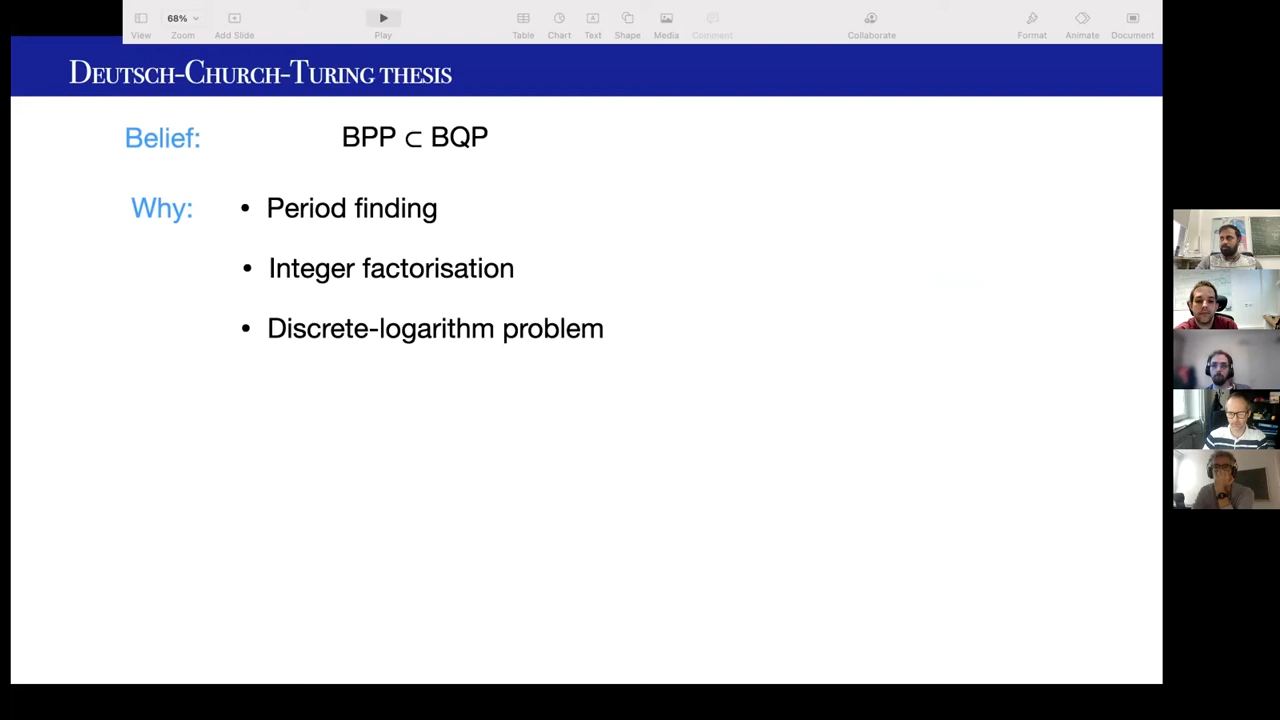 68%
View Zoom Add Slide Play Table Chart Text Shape Media Comment Collaborate Format Animate Document
DEUTSCH-CHURCH-TURING THESIS
Belief: BPP ⊂ BQP
Why: • Period finding
• Integer factorisation
• Discrete-logarithm problem